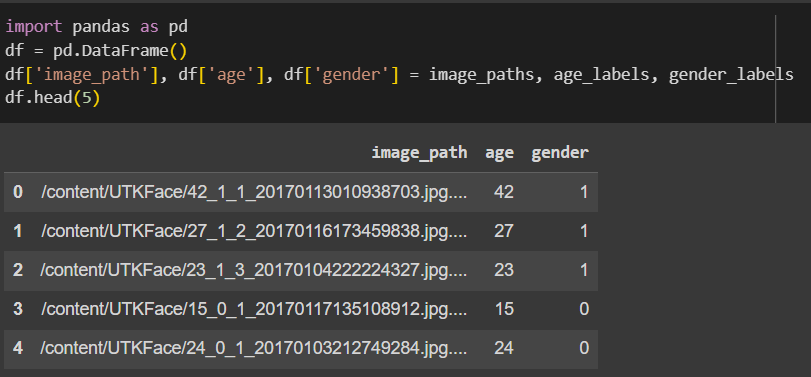 import pandas as pd
df = pd.DataFrame()
df['image_path'], df['age'], df['gender'] = image_paths, age_labels, gender_labels
df.head(5)
image_path age gender
0 /content/UTKFace/42_1_1_20170113010938703.jpg.... 42 1
1 /content/UTKFace/27_1_2_20170116173459838.jpg.... 27 1
2 /content/UTKFace/23_1_3_20170104222224327.jpg.... 23 1
3 /content/UTKFace/15_0_1_20170117135108912.jpg.... 15 0
4 /content/UTKFace/24_0_1_20170103212749284.jpg.... 24 0